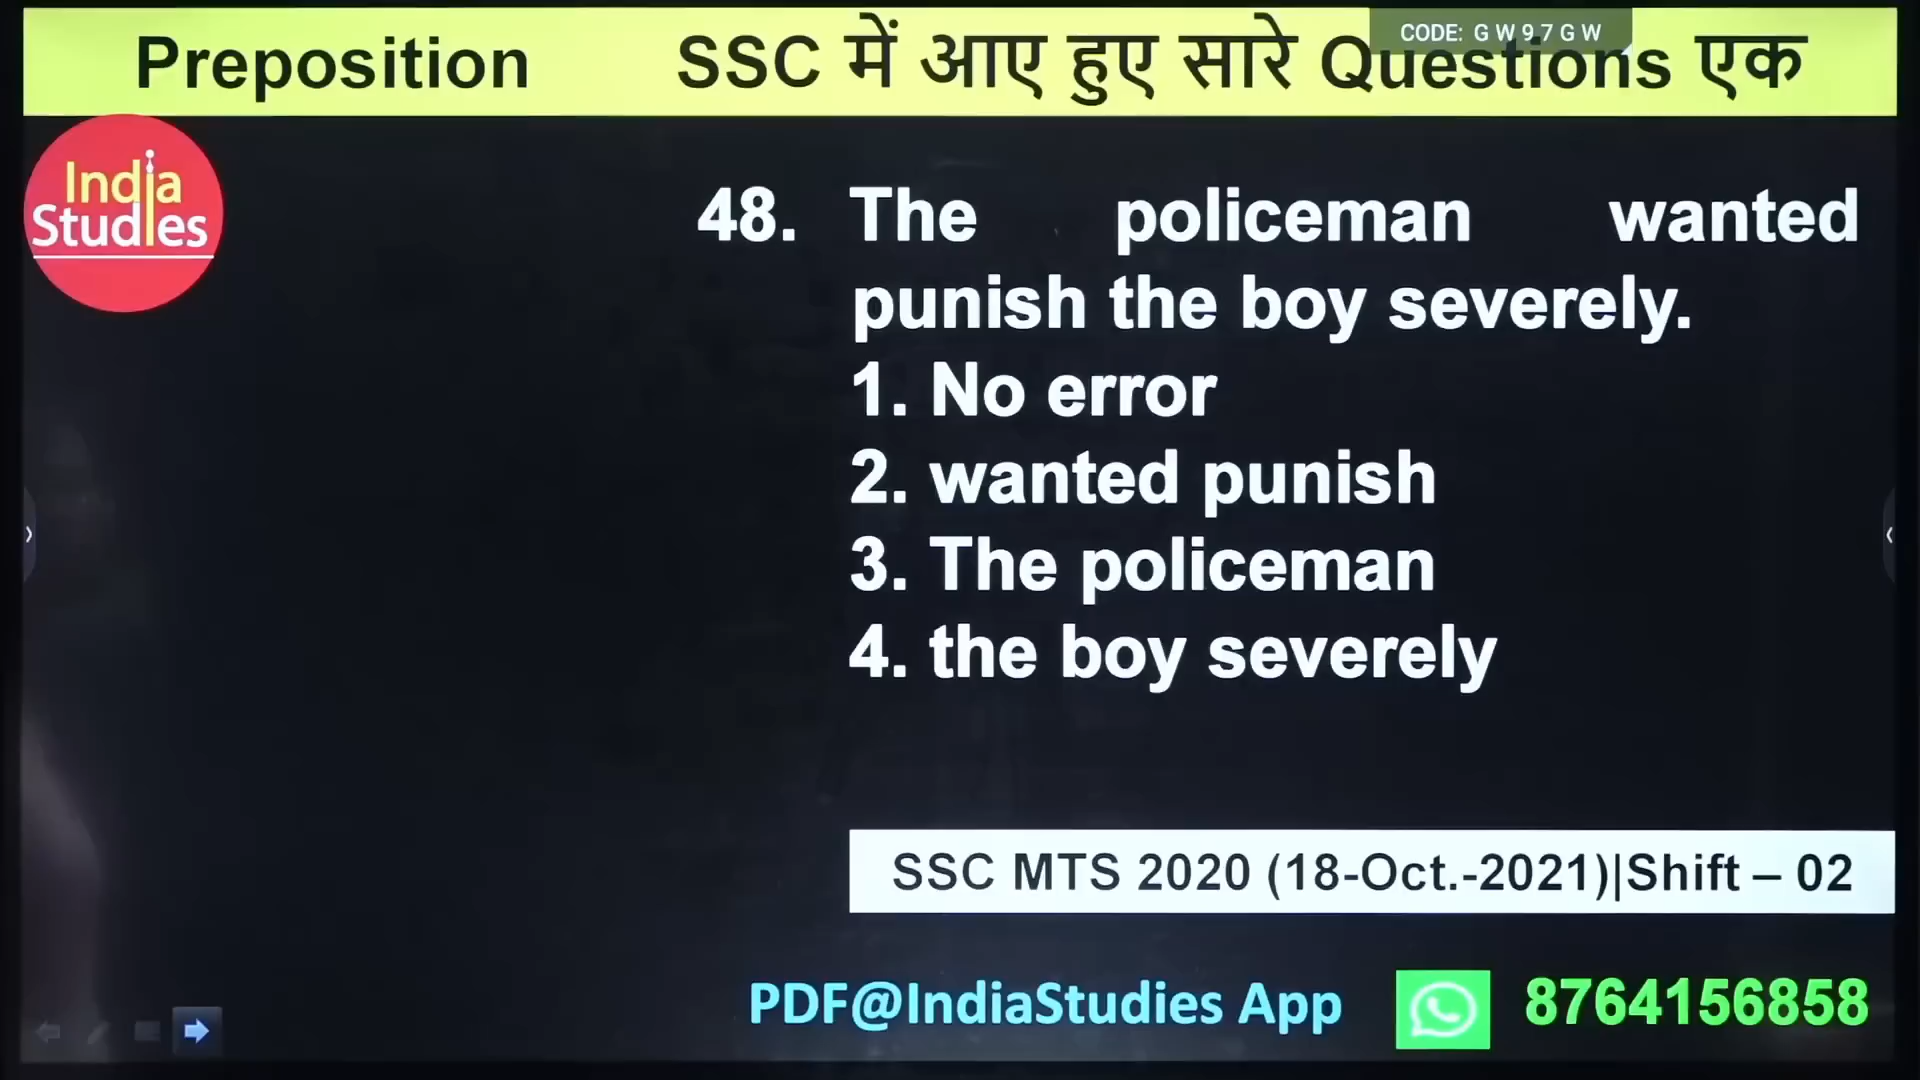 Preposition SSC में आए हुए सारे Questions एक
CODE: G W 9 7 G W
India
Studies
48. The policeman wanted
punish the boy severely.
1. No error
2. wanted punish
3. The policeman
4. the boy severely
SSC MTS 2020 (18-Oct.-2021)|Shift – 02
PDF@IndiaStudies App 8764156858